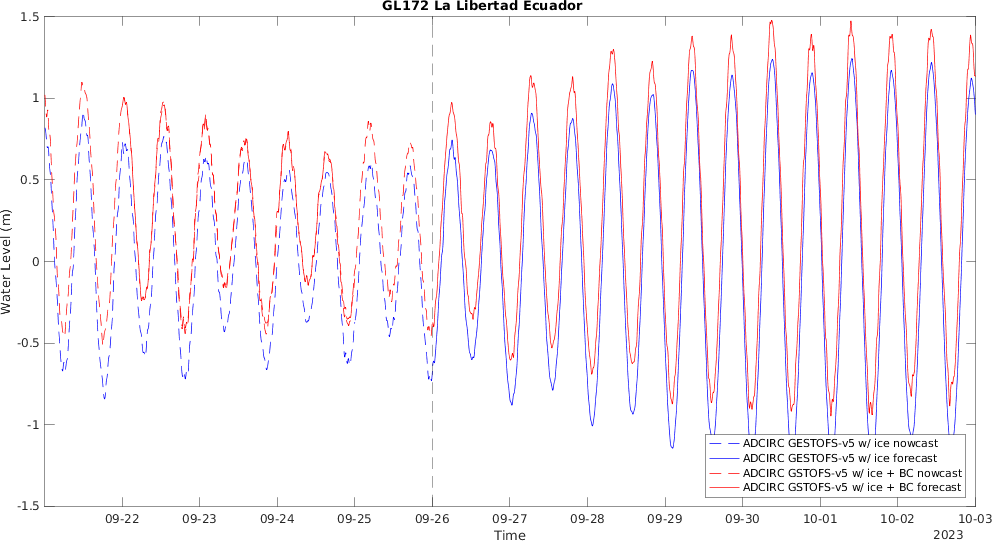 GL172 La Libertad Ecuador
1.5
1
0.5
0
-0.5
-1
-1.5
Water Level (m)
ADCIRC GESTOFS-v5 w/ ice nowcast
ADCIRC GESTOFS-v5 w/ ice forecast
ADCIRC GSTOFS-v5 w/ ice + BC nowcast
ADCIRC GSTOFS-v5 w/ ice + BC forecast
09-22 09-23 09-24 09-25 09-26 09-27 09-28 09-29 09-30 10-01 10-02 10-03
Time
2023